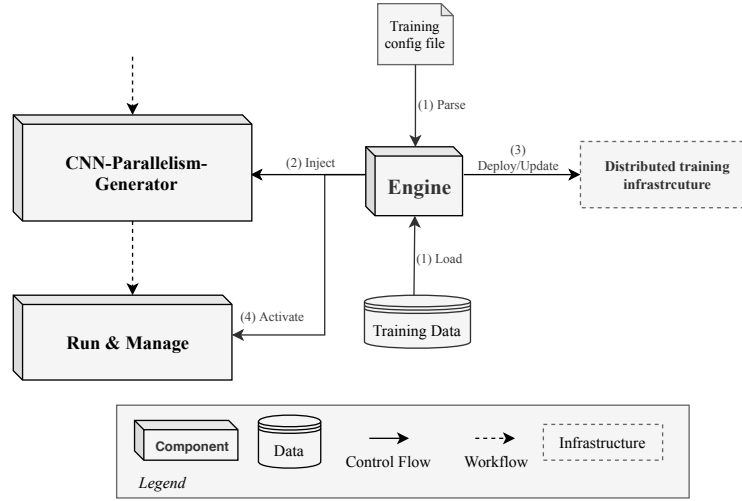 Training
config file
(1) Parse
CNN-Parallelism-
Generator
(2) Inject
Engine
(3)
Deploy/Update
Distributed training
infrastrcuture
(1) Load
Training Data
(4) Activate
Run & Manage
Component
Data
Control Flow
Workflow
Infrastructure
Legend